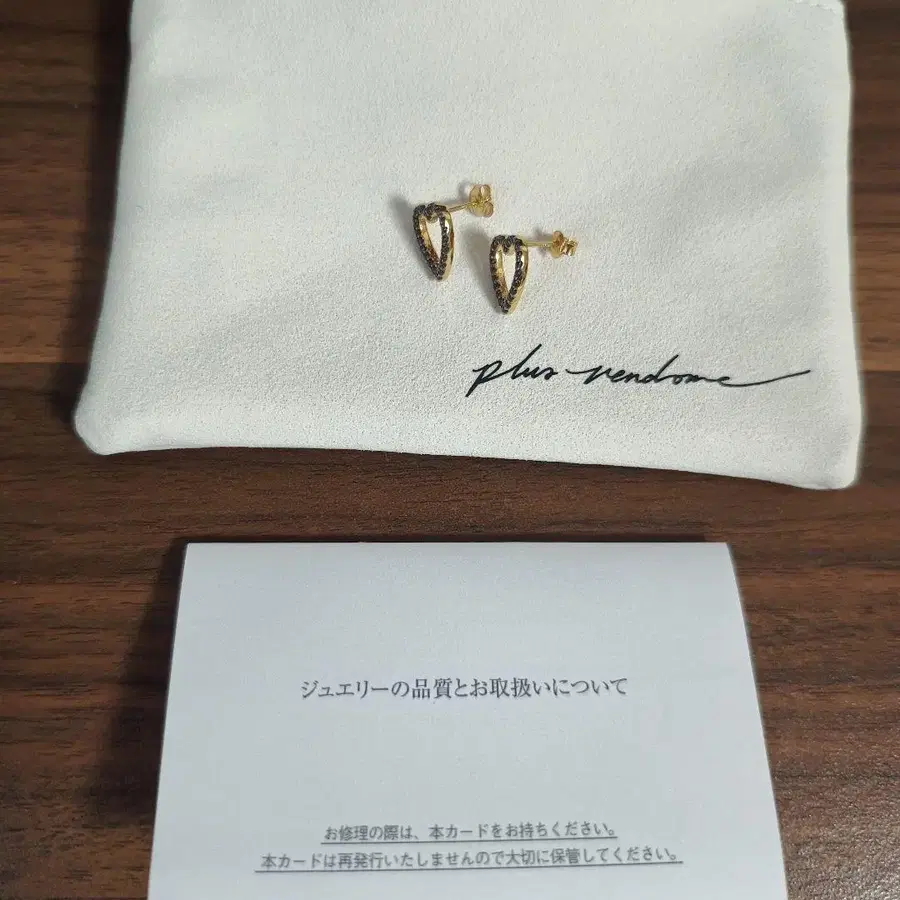 plus vendome
ジュエリーの品質とお取扱いについて
お修理の際は、本カードをお持ちください。
本カードは再発行いたしませんので大切に保管してください。